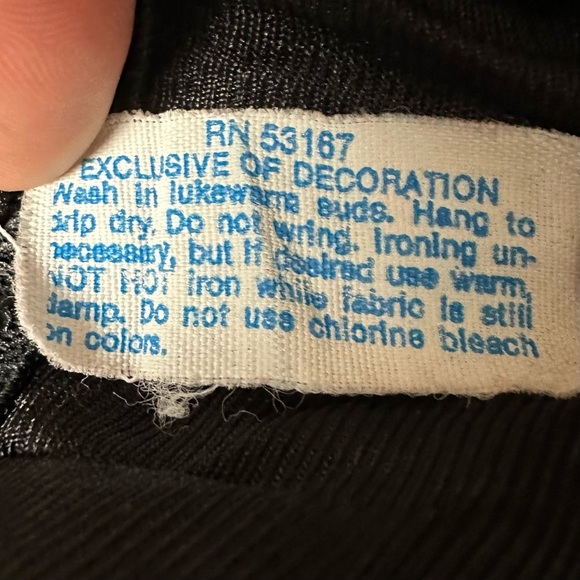 RN 53167
EXCLUSIVE OF DECORATION
Wash in lukewarm suds. Hang to
drip dry. Do not wring. Ironing un-
necessary, but if desired use warm,
NOT HOT iron while fabric is still
damp. Do not use chlorine bleach
on colors.